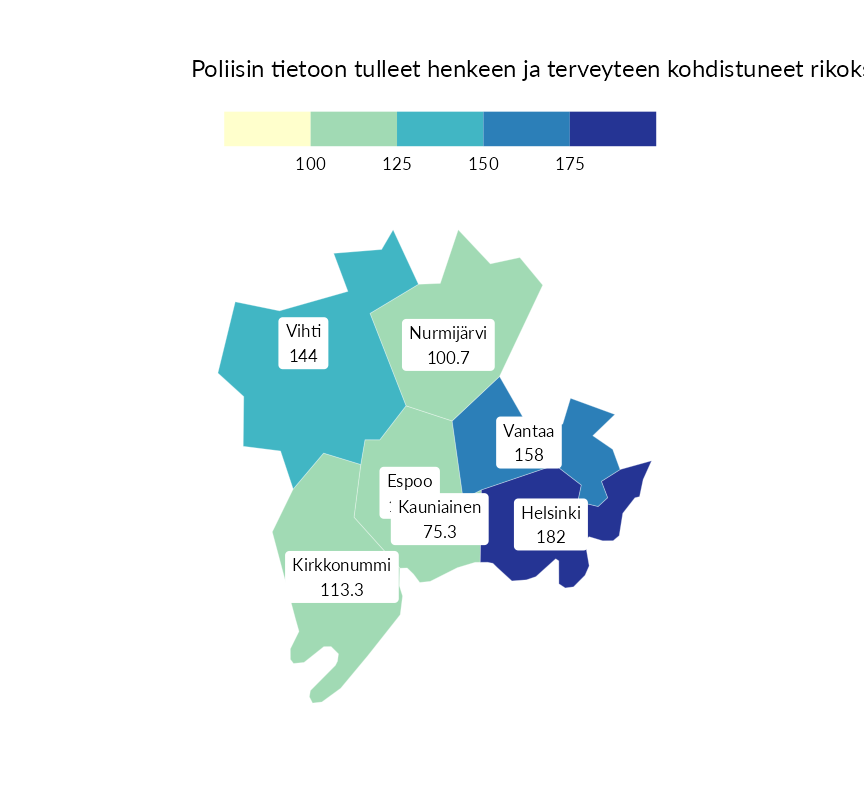 Poliisin tietoon tulleet henkeen ja terveyteen kohdistuneet rikoks
100 125 150 175
Vihti
144
Nurmijärvi
100.7
Vantaa
158
Espoo
Kauniainen
75.3
Helsinki
182
Kirkkonummi
113.3